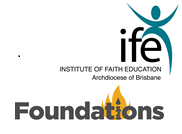 ife
INSTITUTE OF FAITH EDUCATION
Archdiocese of Brisbane
Foundations